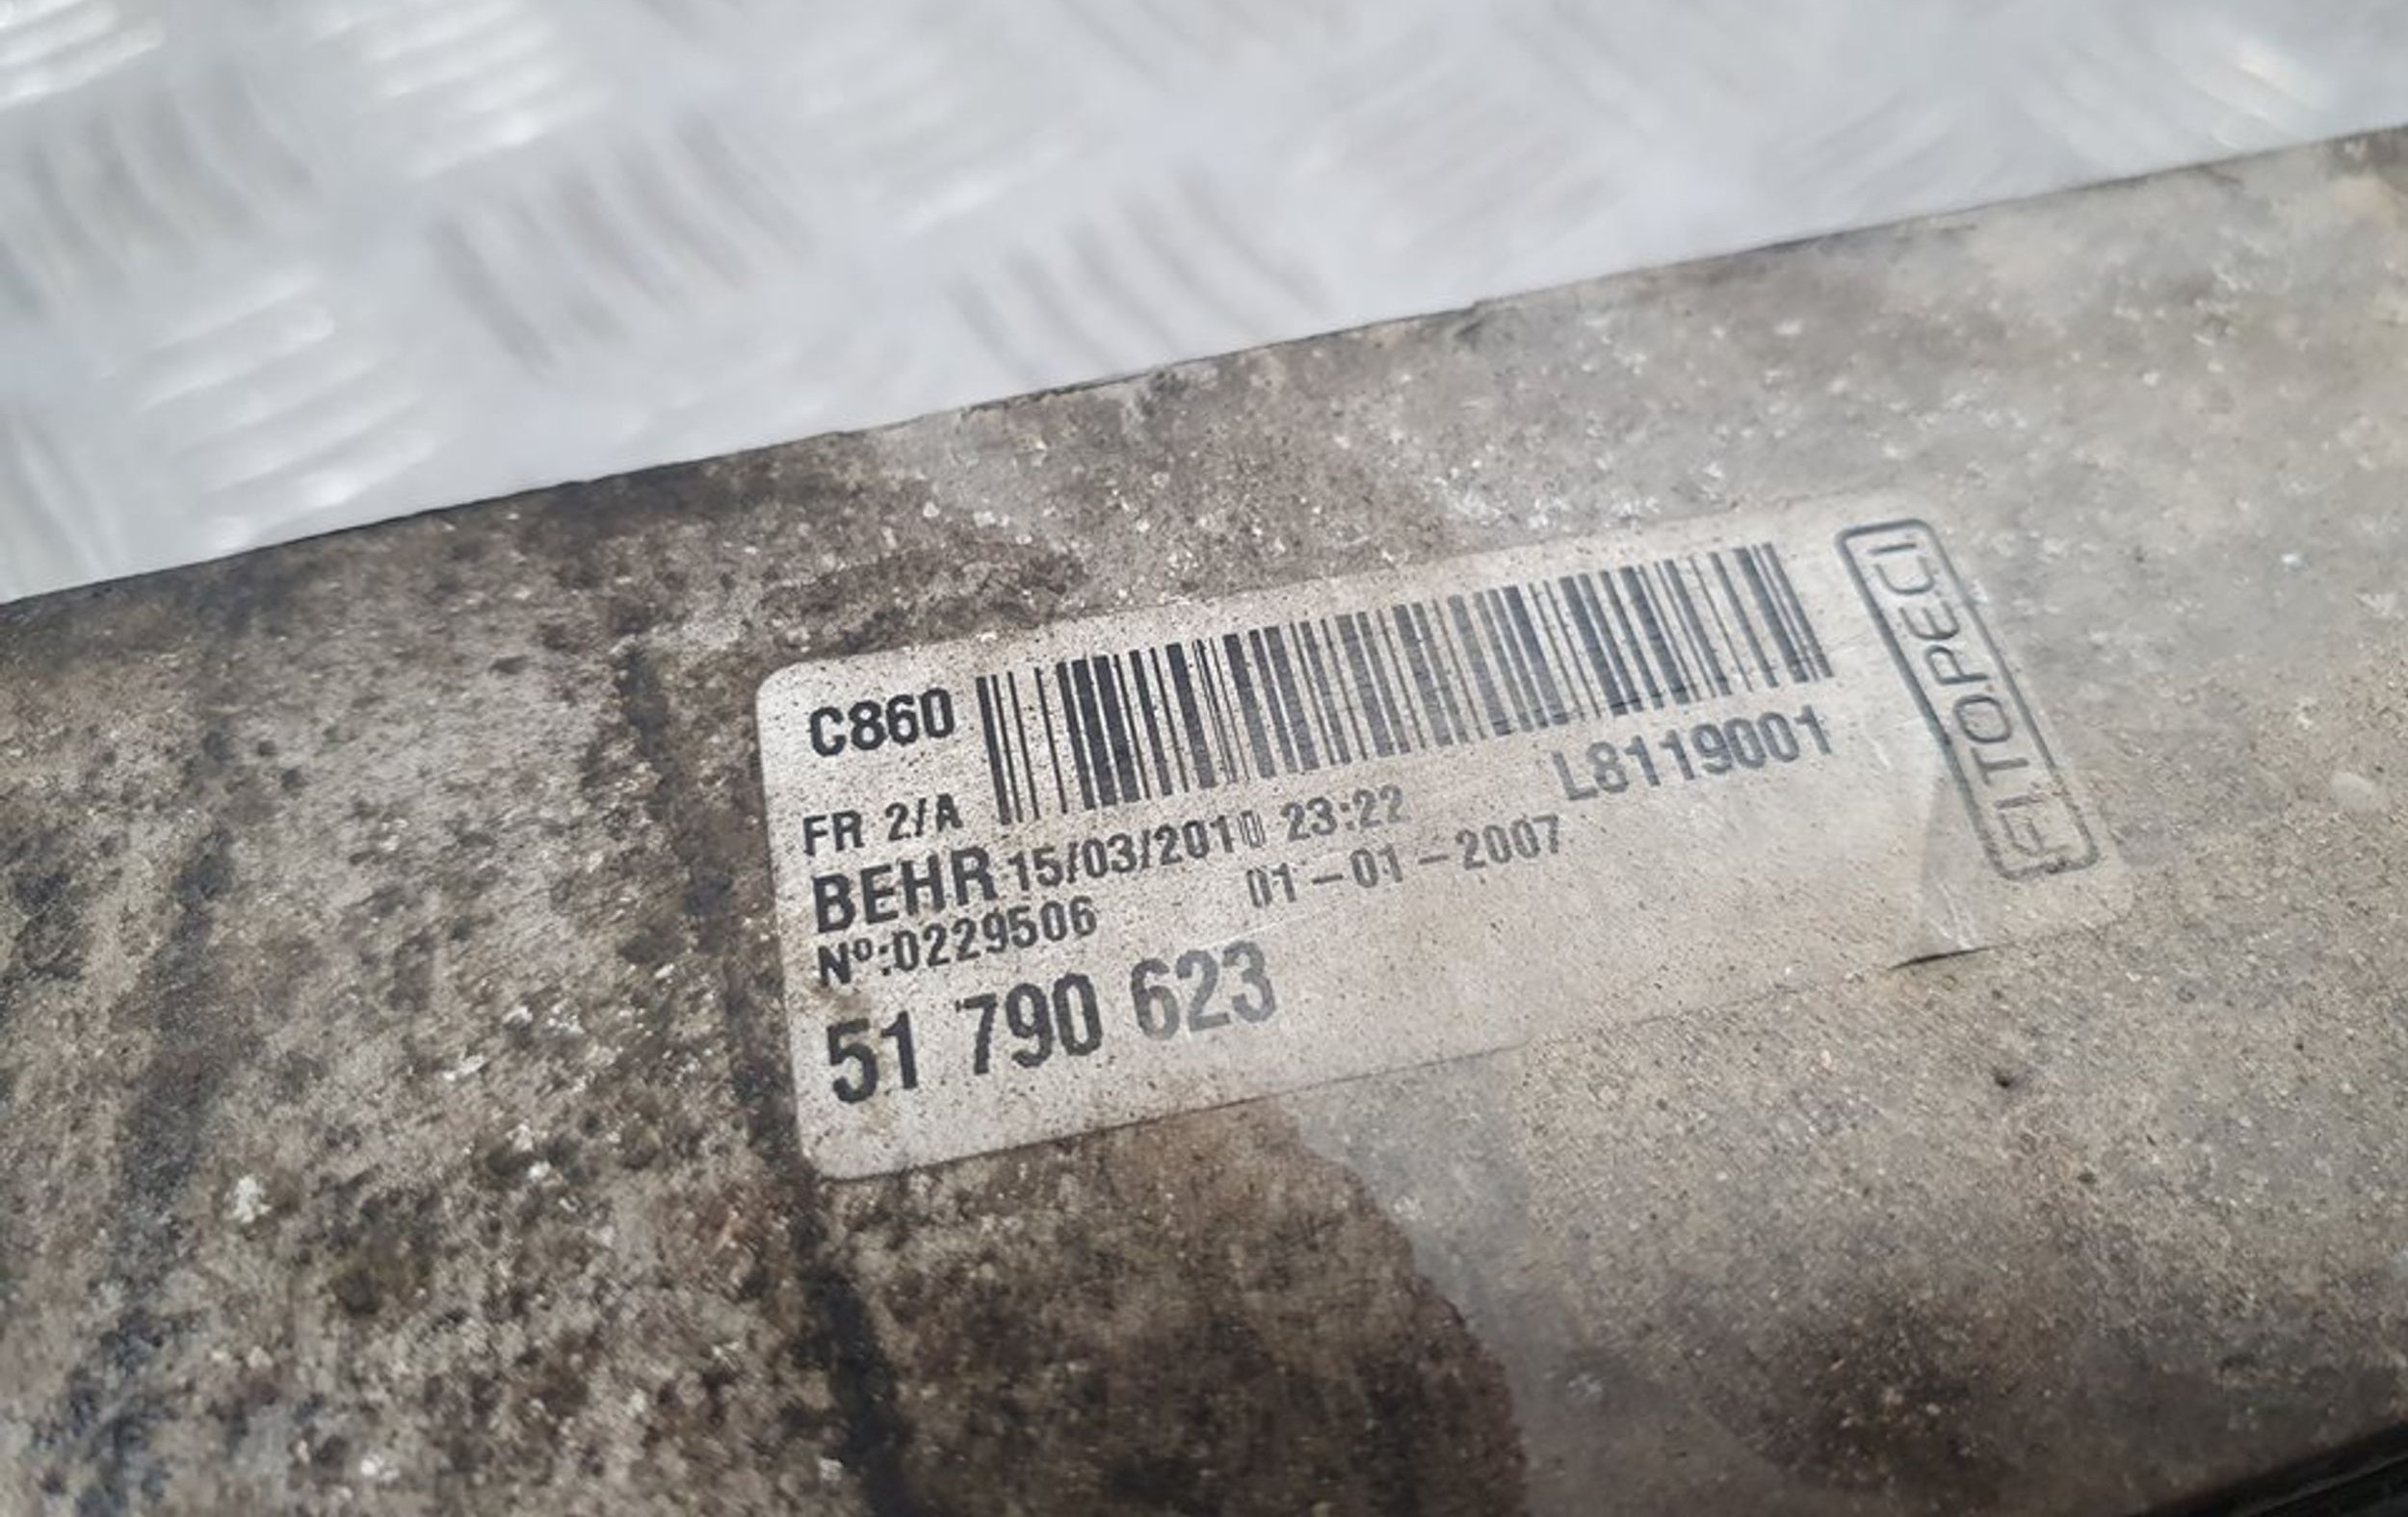 C860
L8119001
FR 2/A
BEHR 15/03/2010 23:22
01-01-2007
Nº:0229506
51 790 623
FITOPECI